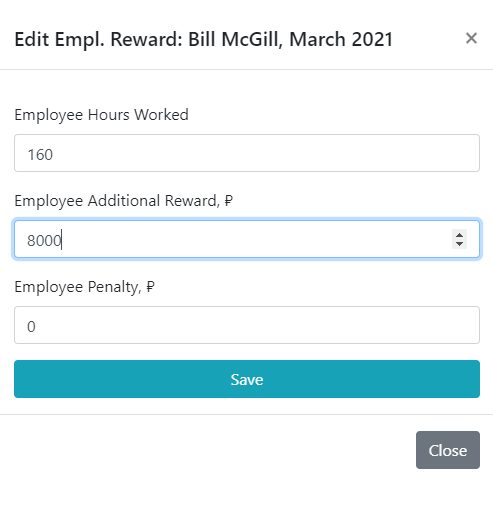 Edit Empl. Reward: Bill McGill, March 2021 ×
Employee Hours Worked
160
Employee Additional Reward, ₽
8000
Employee Penalty, ₽
0
Save
Close